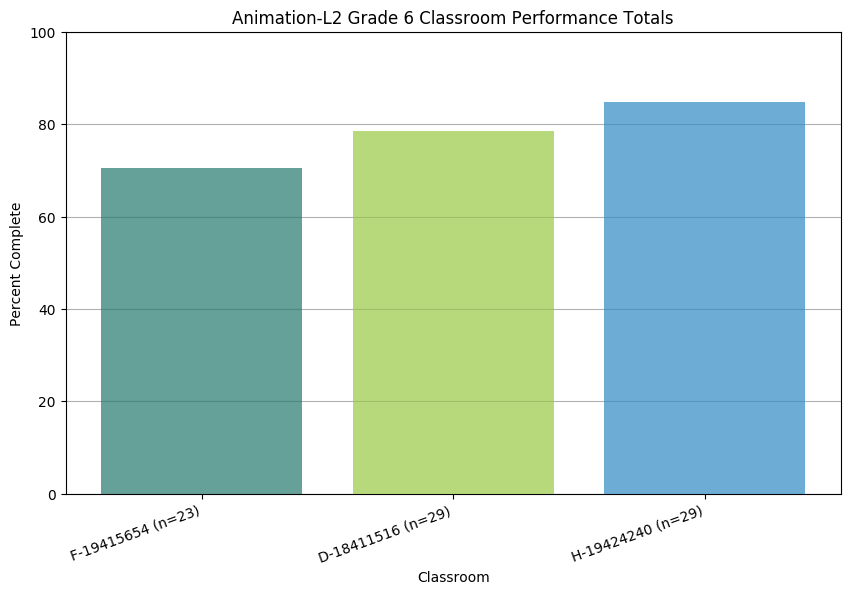 Animation-L2 Grade 6 Classroom Performance Totals
100
80
60
40
20
0
Percent Complete
F-19415654 (n=23)
D-18411516 (n=29)
H-19424240 (n=29)
Classroom